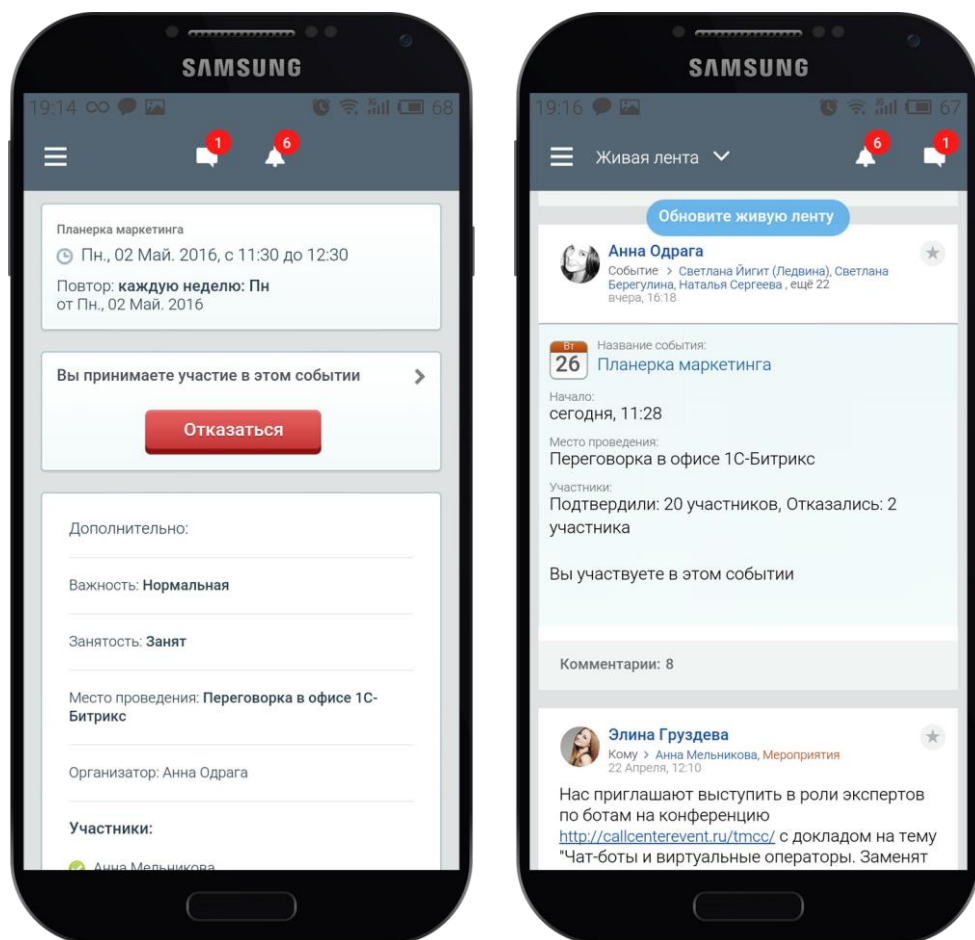 SAMSUNG
19:14 68
1 6
Планерка маркетинга
Пн., 02 Май. 2016, с 11:30 до 12:30
Повтор: каждую неделю: Пн
от Пн., 02 Май. 2016
Вы принимаете участие в этом событии
Отказаться
Дополнительно:
Важность: Нормальная
Занятость: Занят
Место проведения: Переговорка в офисе 1С-
Битрикс
Организатор: Анна Одрага
Участники:
Анна Мельникова
SAMSUNG
19:16 67
Живая лента 6 1
Обновите живую ленту
Анна Одрага
Событие > Светлана Йигит (Ледвина), Светлана
Берегулина, Наталья Сергеева , ещё 22
вчера, 16:18
Вт
26
Название события:
Планерка маркетинга
Начало:
сегодня, 11:28
Место проведения:
Переговорка в офисе 1С-Битрикс
Участники:
Подтвердили: 20 участников, Отказались: 2
участника
Вы участвуете в этом событии
Комментарии: 8
Элина Груздева
Кому > Анна Мельникова, Мероприятия
22 Апреля, 12:10
Нас приглашают выступить в роли экспертов
по ботам на конференцию
http://callcenterevent.ru/tmcc/ с докладом на тему
"Чат-боты и виртуальные операторы. Заменят